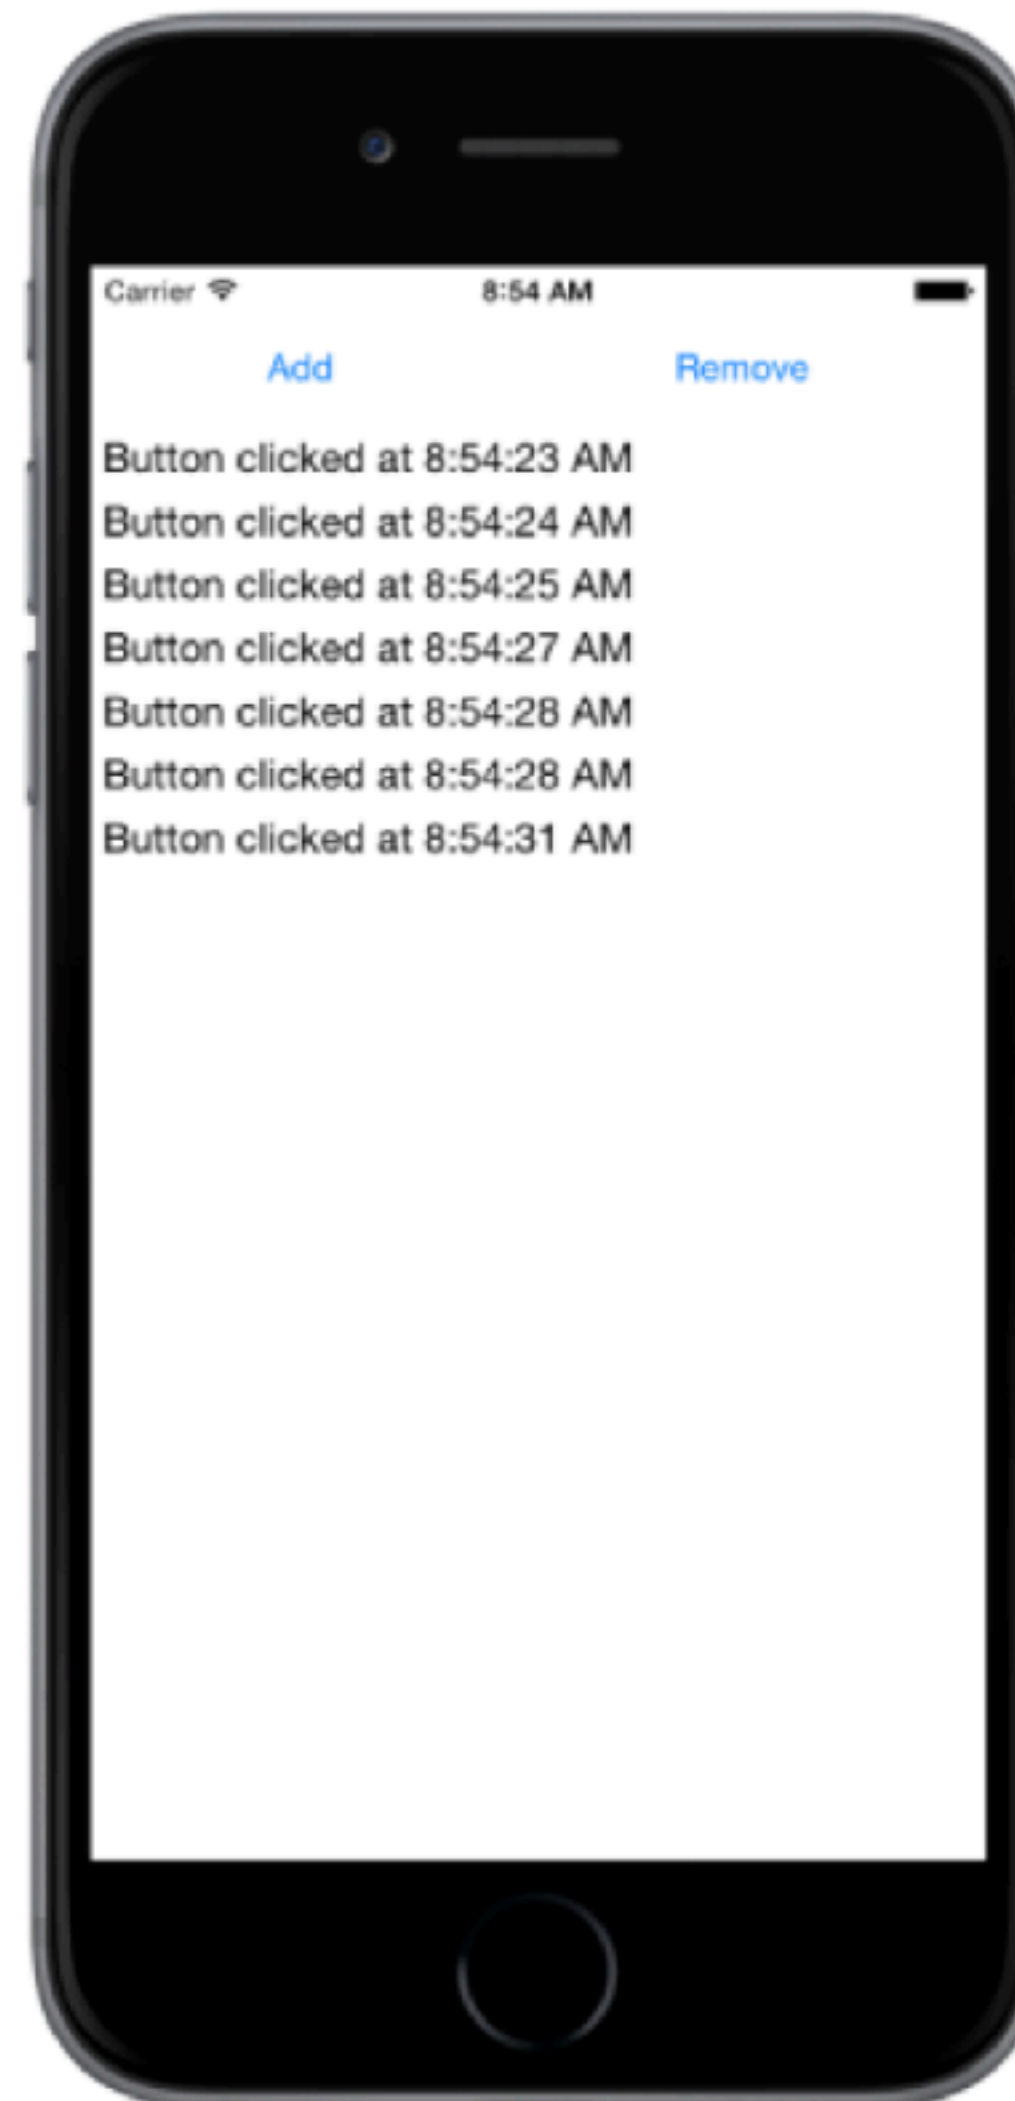 Carrier 8:54 AM
Add Remove
Button clicked at 8:54:23 AM
Button clicked at 8:54:24 AM
Button clicked at 8:54:25 AM
Button clicked at 8:54:27 AM
Button clicked at 8:54:28 AM
Button clicked at 8:54:28 AM
Button clicked at 8:54:31 AM